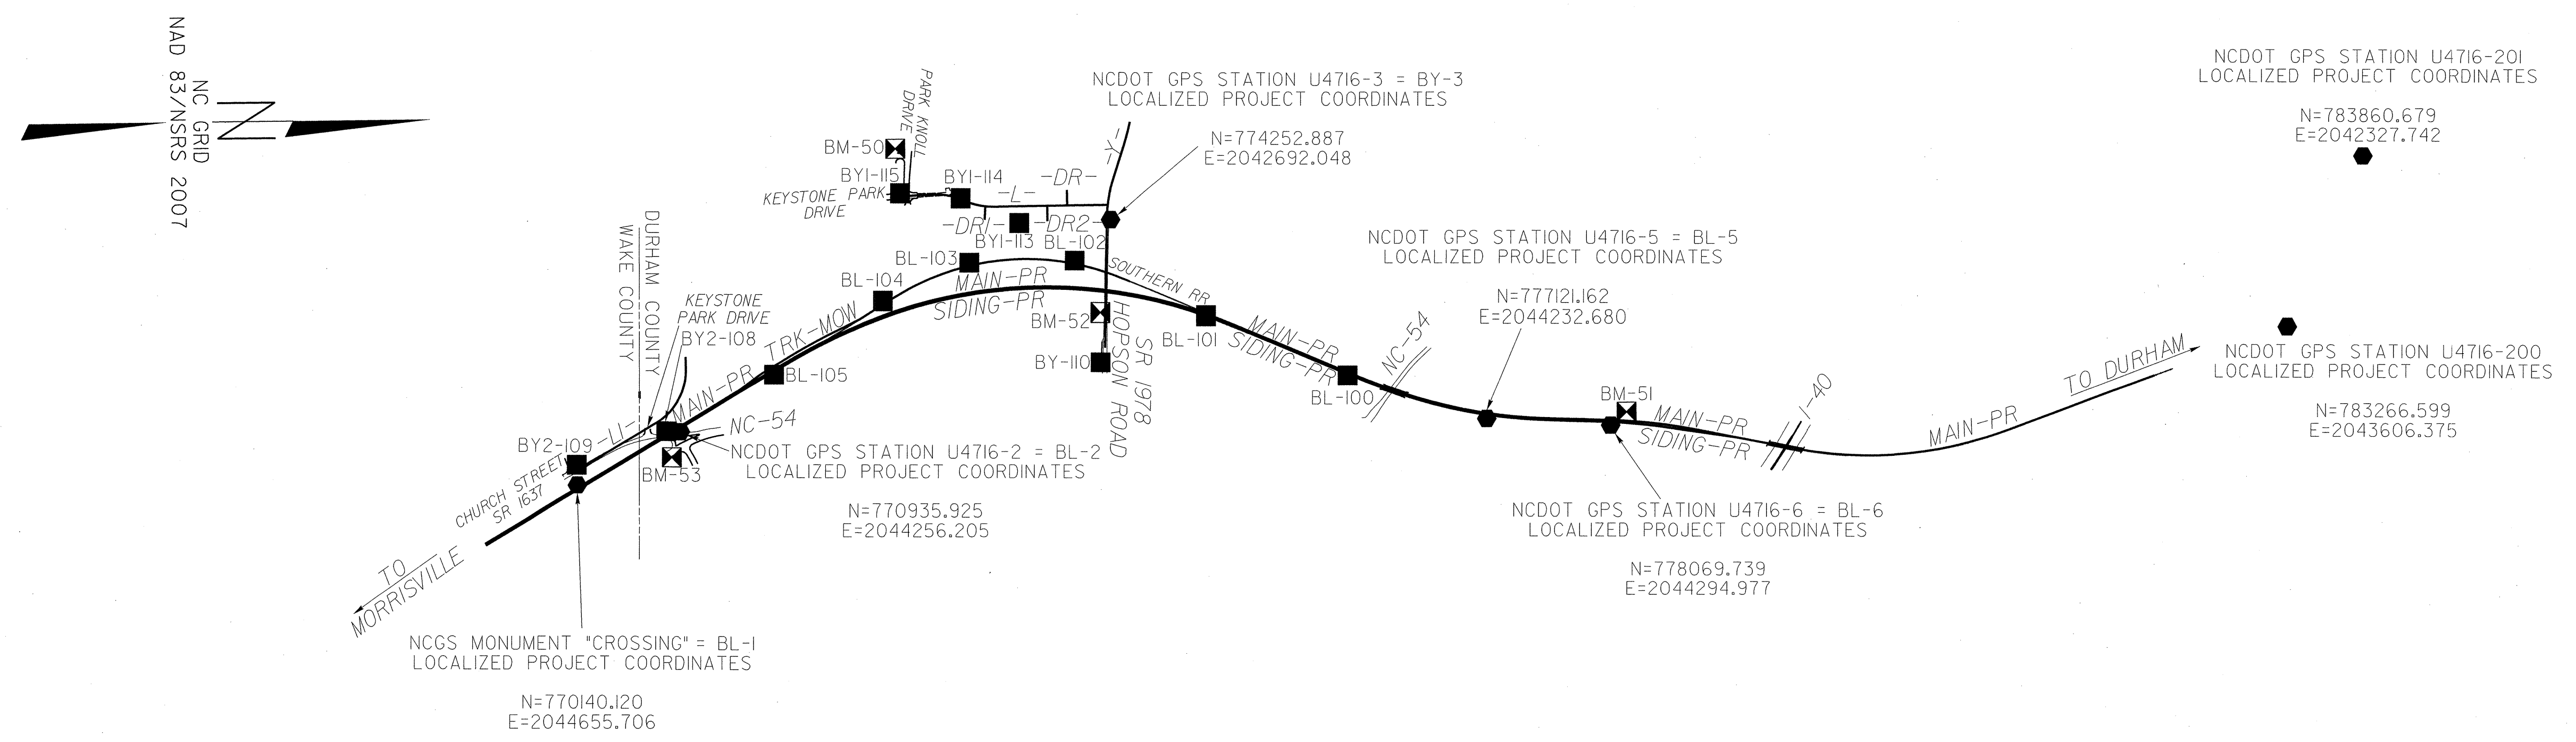 NC GRID
NAD 83/NSRS 2007
N
NCDOT GPS STATION U4716-201
LOCALIZED PROJECT COORDINATES
N=783860.679
E=2042327.742
NCDOT GPS STATION U4716-3 = BY-3
LOCALIZED PROJECT COORDINATES
N=774252.887
E=2042692.048
PARK KNOLL
DRIVE
BM-50
BY1-115
BY1-114
KEYSTONE PARK
DRIVE
-L-
-DR-
-Y-
-DR1-
-DR2-
BY1-113
BL-102
BL-103
BL-104
MAIN-PR
SIDING-PR
SOUTHERN RR
BM-52
BY-110
SR 1978
HOPSON ROAD
BL-101
MAIN-PR
SIDING-PR
BL-100
NC-54
NCDOT GPS STATION U4716-5 = BL-5
LOCALIZED PROJECT COORDINATES
N=777121.162
E=2044232.680
DURHAM COUNTY
WAKE COUNTY
KEYSTONE
PARK DRIVE
BY2-108
TRK-MOW
MAIN-PR
BL-105
NC-54
BY2-109
-L1-
BM-53
CHURCH STREET
SR 1637
NCDOT GPS STATION U4716-2 = BL-2
LOCALIZED PROJECT COORDINATES
N=770935.925
E=2044256.205
BM-51
MAIN-PR
SIDING-PR
I-40
MAIN-PR
TO DURHAM
NCDOT GPS STATION U4716-200
LOCALIZED PROJECT COORDINATES
N=783266.599
E=2043606.375
NCDOT GPS STATION U4716-6 = BL-6
LOCALIZED PROJECT COORDINATES
N=778069.739
E=2044294.977
TO
MORRISVILLE
NCGS MONUMENT "CROSSING" = BL-1
LOCALIZED PROJECT COORDINATES
N=770140.120
E=2044655.706